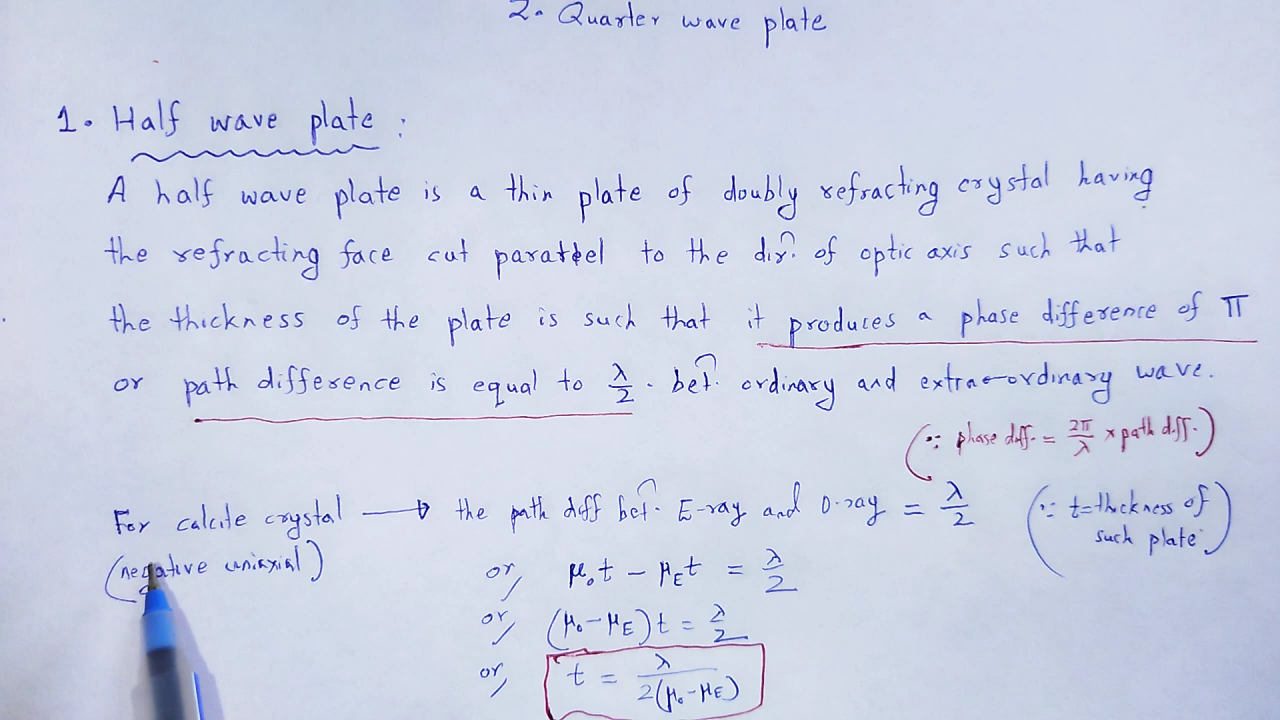 2. Quarter wave plate
1. Half wave plate :
A half wave plate is a thin plate of doubly refracting crystal having
the refracting face cut parallel to the dirⁿ. of optic axis such that
the thickness of the plate is such that it produces a phase difference of π
or path difference is equal to λ/2 . betⁿ. ordinary and extra-ordinary wave.
(∵ phase diff. = 2π/λ × path diff.)
For calcite crystal → the path diff betⁿ. E-ray and O-ray = λ/2
(∵ t = thickness of
such plate.)
(negative uniaxial)
or, μ₀t − μ_E t = λ/2
or, (μ₀ − μ_E) t = λ/2
or, t = λ/2(μ₀ − μ_E)